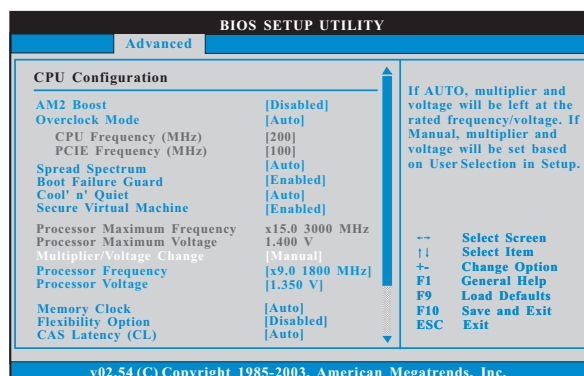 BIOS SETUP UTILITY
Advanced
CPU Configuration
AM2 Boost [Disabled]
Overclock Mode [Auto]
CPU Frequency (MHz) [200]
PCIE Frequency (MHz) [100]
Spread Spectrum [Auto]
Boot Failure Guard [Enabled]
Cool' n' Quiet [Auto]
Secure Virtual Machine [Enabled]
Processor Maximum Frequency x15.0 3000 MHz
Processor Maximum Voltage 1.400 V
Multiplier/Voltage Change [Manual]
Processor Frequency [x9.0 1800 MHz]
Processor Voltage [1.350 V]
Memory Clock [Auto]
Flexibility Option [Disabled]
CAS Latency (CL) [Auto]
If AUTO, multiplier and
voltage will be left at the
rated frequency/voltage. If
Manual, multiplier and
voltage will be set based
on User Selection in Setup.
←→ Select Screen
↑↓ Select Item
+- Change Option
F1 General Help
F9 Load Defaults
F10 Save and Exit
ESC Exit
v02.54 (C) Copyright 1985-2003, American Megatrends, Inc.